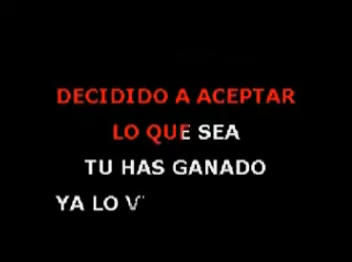 DECIDIDO A ACEPTAR
LO QUE SEA
TU HAS GANADO
YA LO